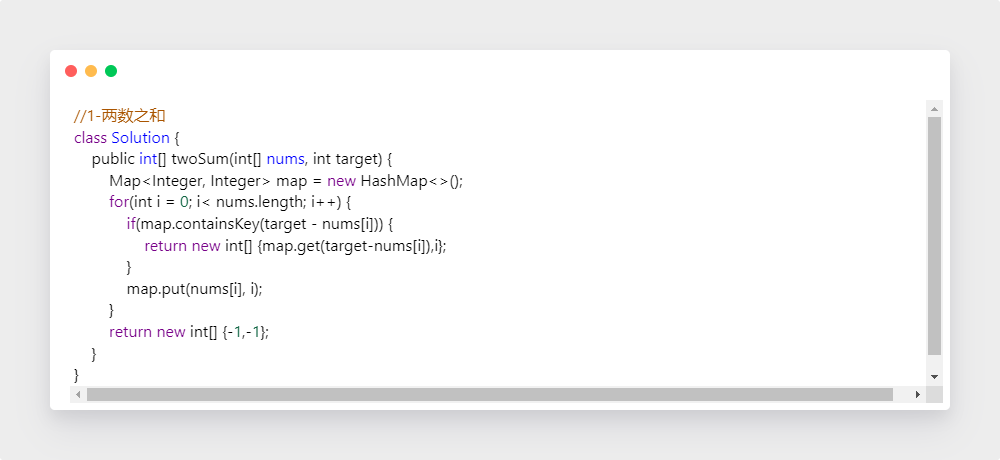 //1-两数之和
class Solution {
    public int[] twoSum(int[] nums, int target) {
        Map<Integer, Integer> map = new HashMap<>();
        for(int i = 0; i< nums.length; i++) {
            if(map.containsKey(target - nums[i])) {
                return new int[] {map.get(target-nums[i]),i};
            }
            map.put(nums[i], i);
        }
        return new int[] {-1,-1};
    }
}